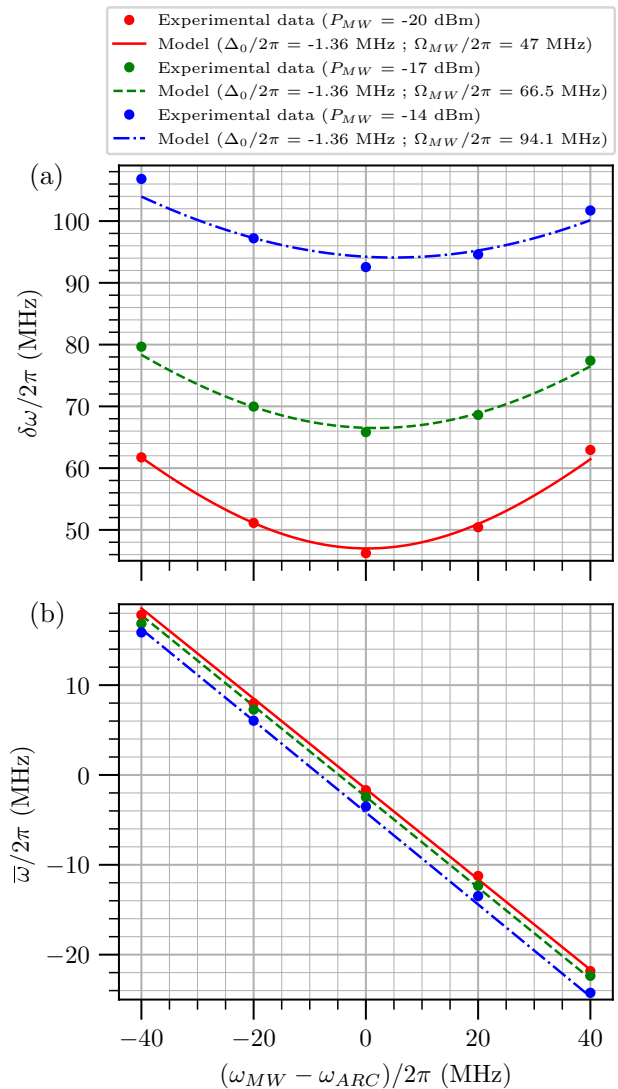 Experimental data (P_MW = -20 dBm)
Model (Δ₀/2π = -1.36 MHz ; Ω_MW/2π = 47 MHz)
Experimental data (P_MW = -17 dBm)
Model (Δ₀/2π = -1.36 MHz ; Ω_MW/2π = 66.5 MHz)
Experimental data (P_MW = -14 dBm)
Model (Δ₀/2π = -1.36 MHz ; Ω_MW/2π = 94.1 MHz)
(a)
100
90
80
70
60
50
δω/2π (MHz)
(b)
10
0
−10
−20
ω̅/2π (MHz)
−40 −20 0 20 40
(ω_MW − ω_ARC)/2π (MHz)